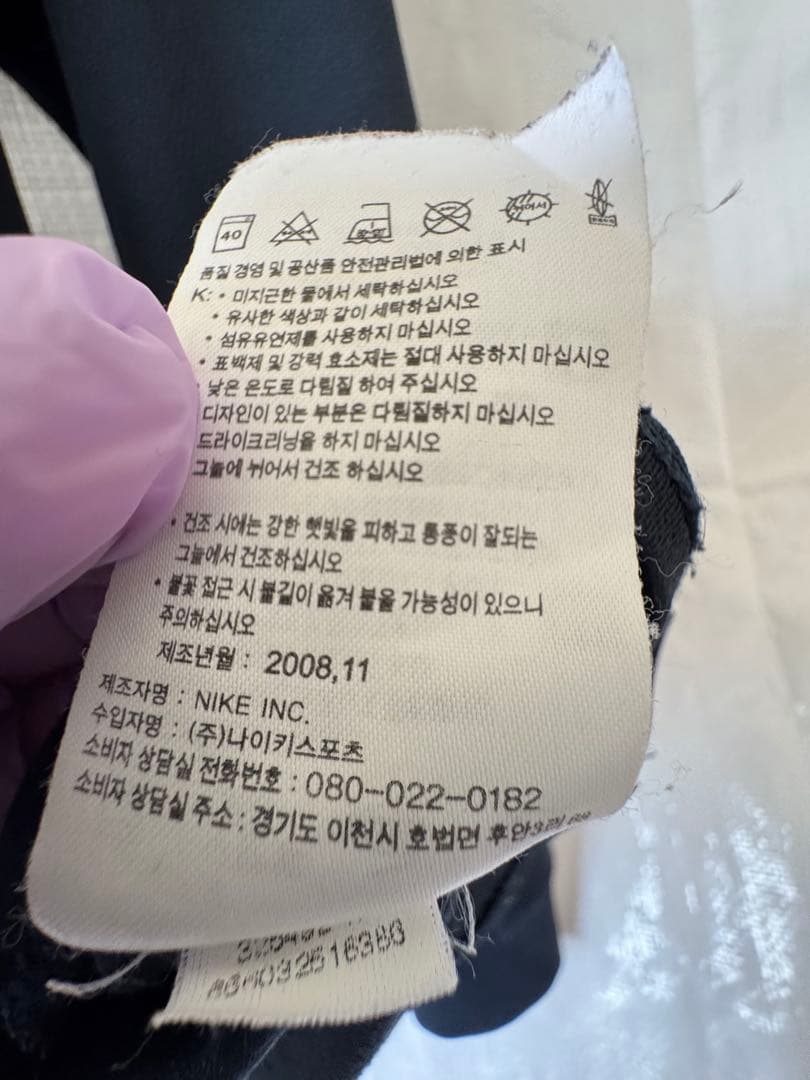 40
품질 경영 및 공산품 안전관리법에 의한 표시
K: • 미지근한 물에서 세탁하십시오
• 유사한 색상과 같이 세탁하십시오
• 섬유유연제를 사용하지 마십시오
• 표백제 및 강력 효소제는 절대 사용하지 마십시오
낮은 온도로 다림질 하여 주십시오
디자인이 있는 부분은 다림질하지 마십시오
드라이크리닝을 하지 마십시오
그늘에 뉘어서 건조 하십시오
• 건조 시에는 강한 햇빛을 피하고 통풍이 잘되는
그늘에서 건조하십시오
• 불꽃 접근 시 불길이 옮겨 붙을 가능성이 있으니
주의하십시오
제조년월 : 2008,11
제조자명 : NIKE INC.
수입자명 : (주)나이키스포츠
소비자 상담실 전화번호 : 080-022-0182
소비자 상담실 주소 : 경기도 이천시 호법면